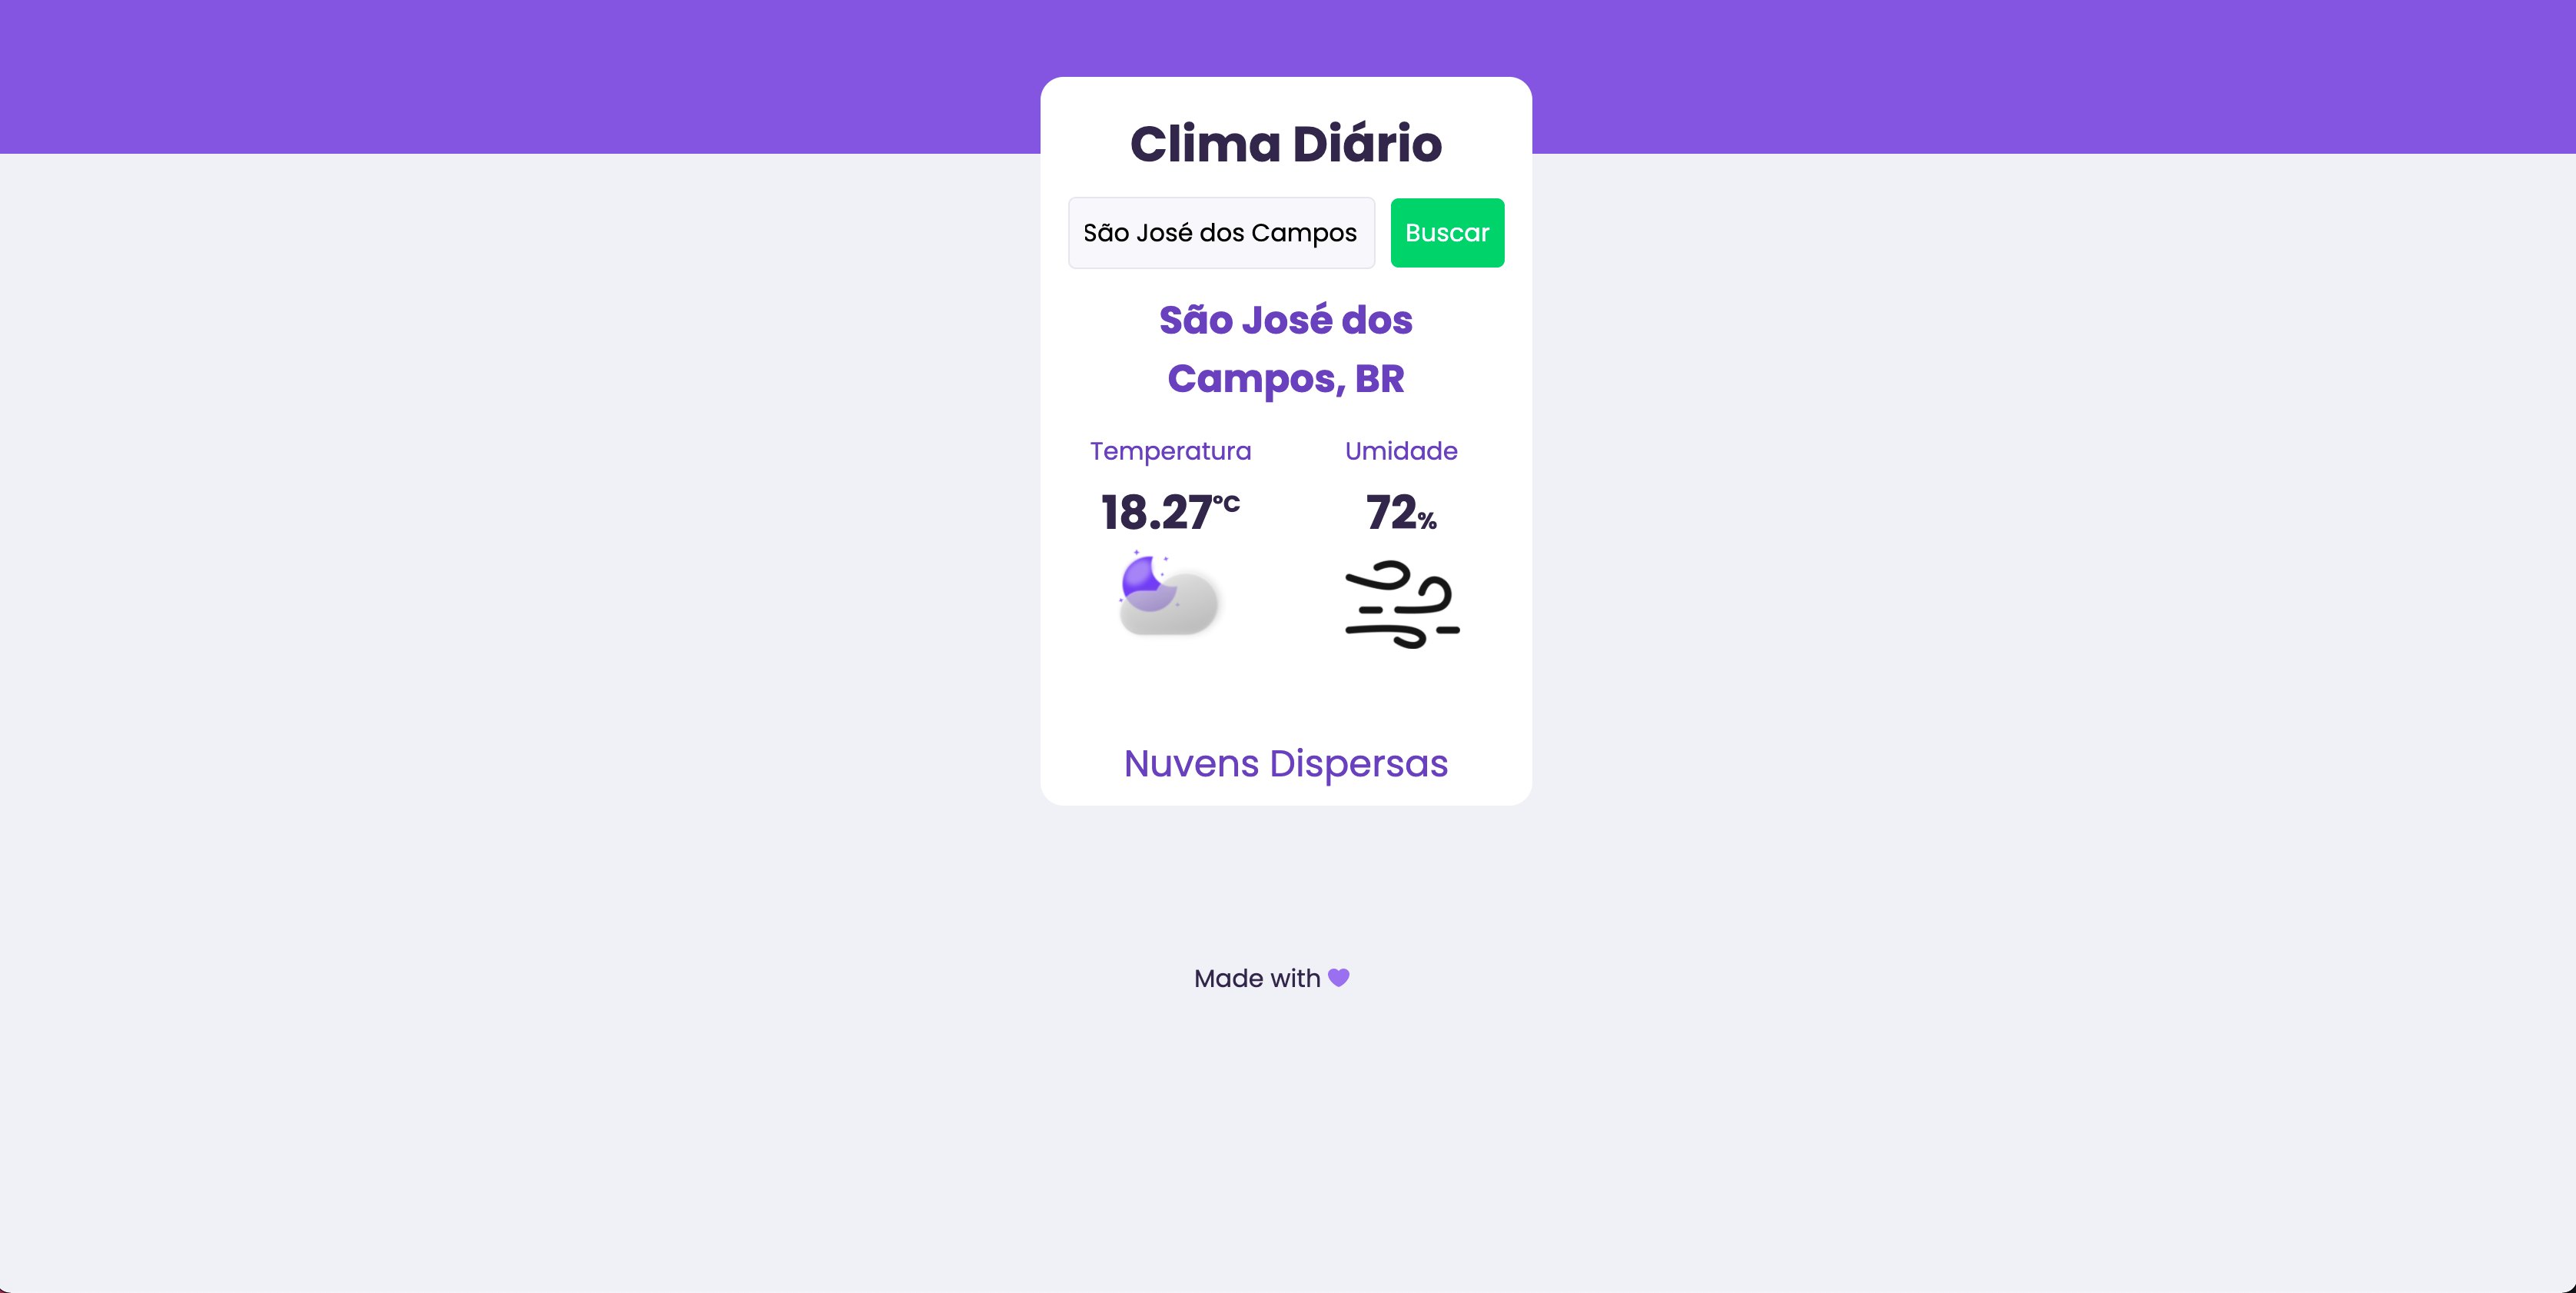 Clima Diário
São José dos Campos
Buscar
São José dos
Campos, BR
Temperatura
Umidade
18.27°C
72%
Nuvens Dispersas
Made with 💜